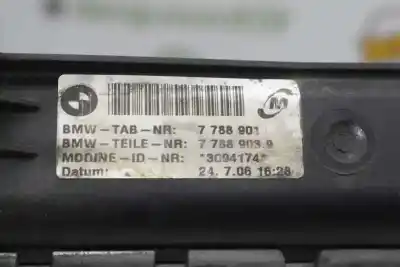 BMW-TAB-NR: 7 788 901
BMW-TEILE-NR: 7 788 903.9
MODINE-ID-NR: *3094174*
Datum: 24. 7.06 16:28